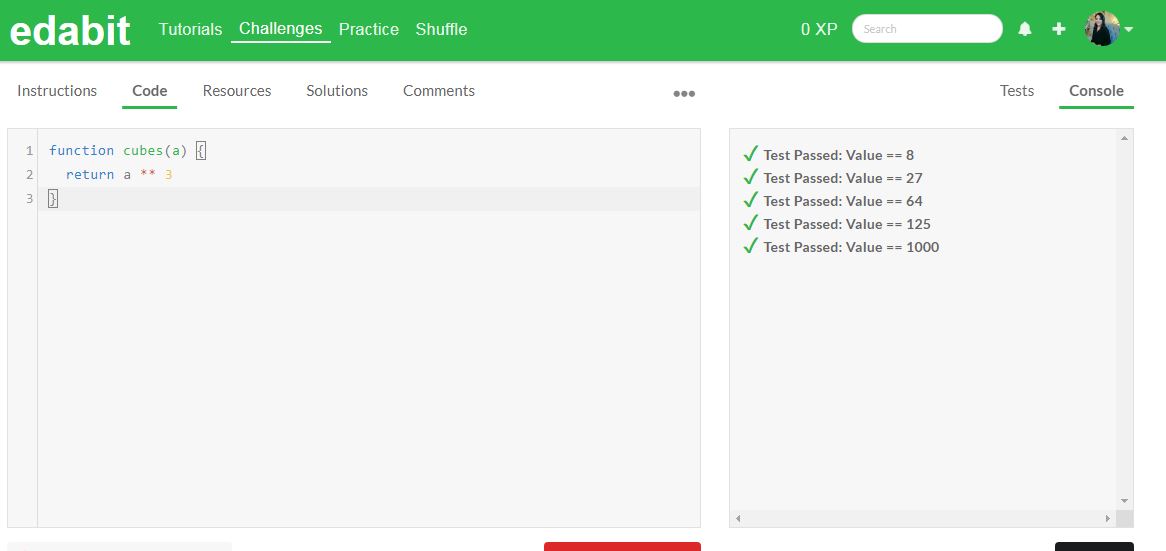 edabit Tutorials Challenges Practice Shuffle 0 XP Search
Instructions Code Resources Solutions Comments ••• Tests Console
1 function cubes(a) {
2 return a ** 3
3 }
✓ Test Passed: Value == 8
✓ Test Passed: Value == 27
✓ Test Passed: Value == 64
✓ Test Passed: Value == 125
✓ Test Passed: Value == 1000